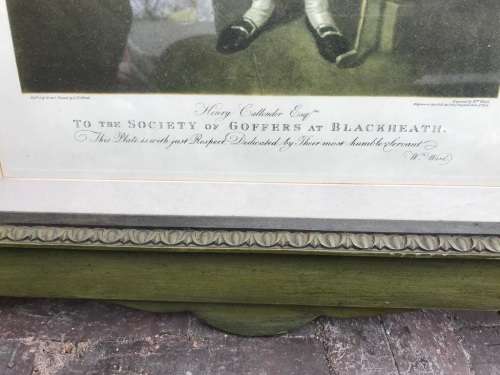 Henry Callender Esqr.
TO THE SOCIETY OF GOFFERS AT BLACKHEATH.
This Plate is with just Respect Dedicated by Their most humble Servant
Wm. Ward.